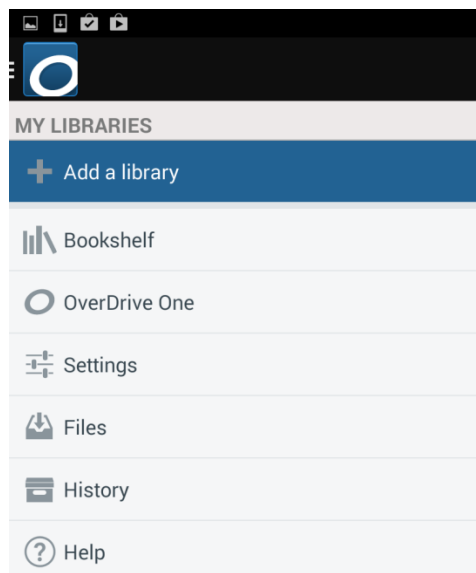 MY LIBRARIES
Add a library
Bookshelf
OverDrive One
Settings
Files
History
Help